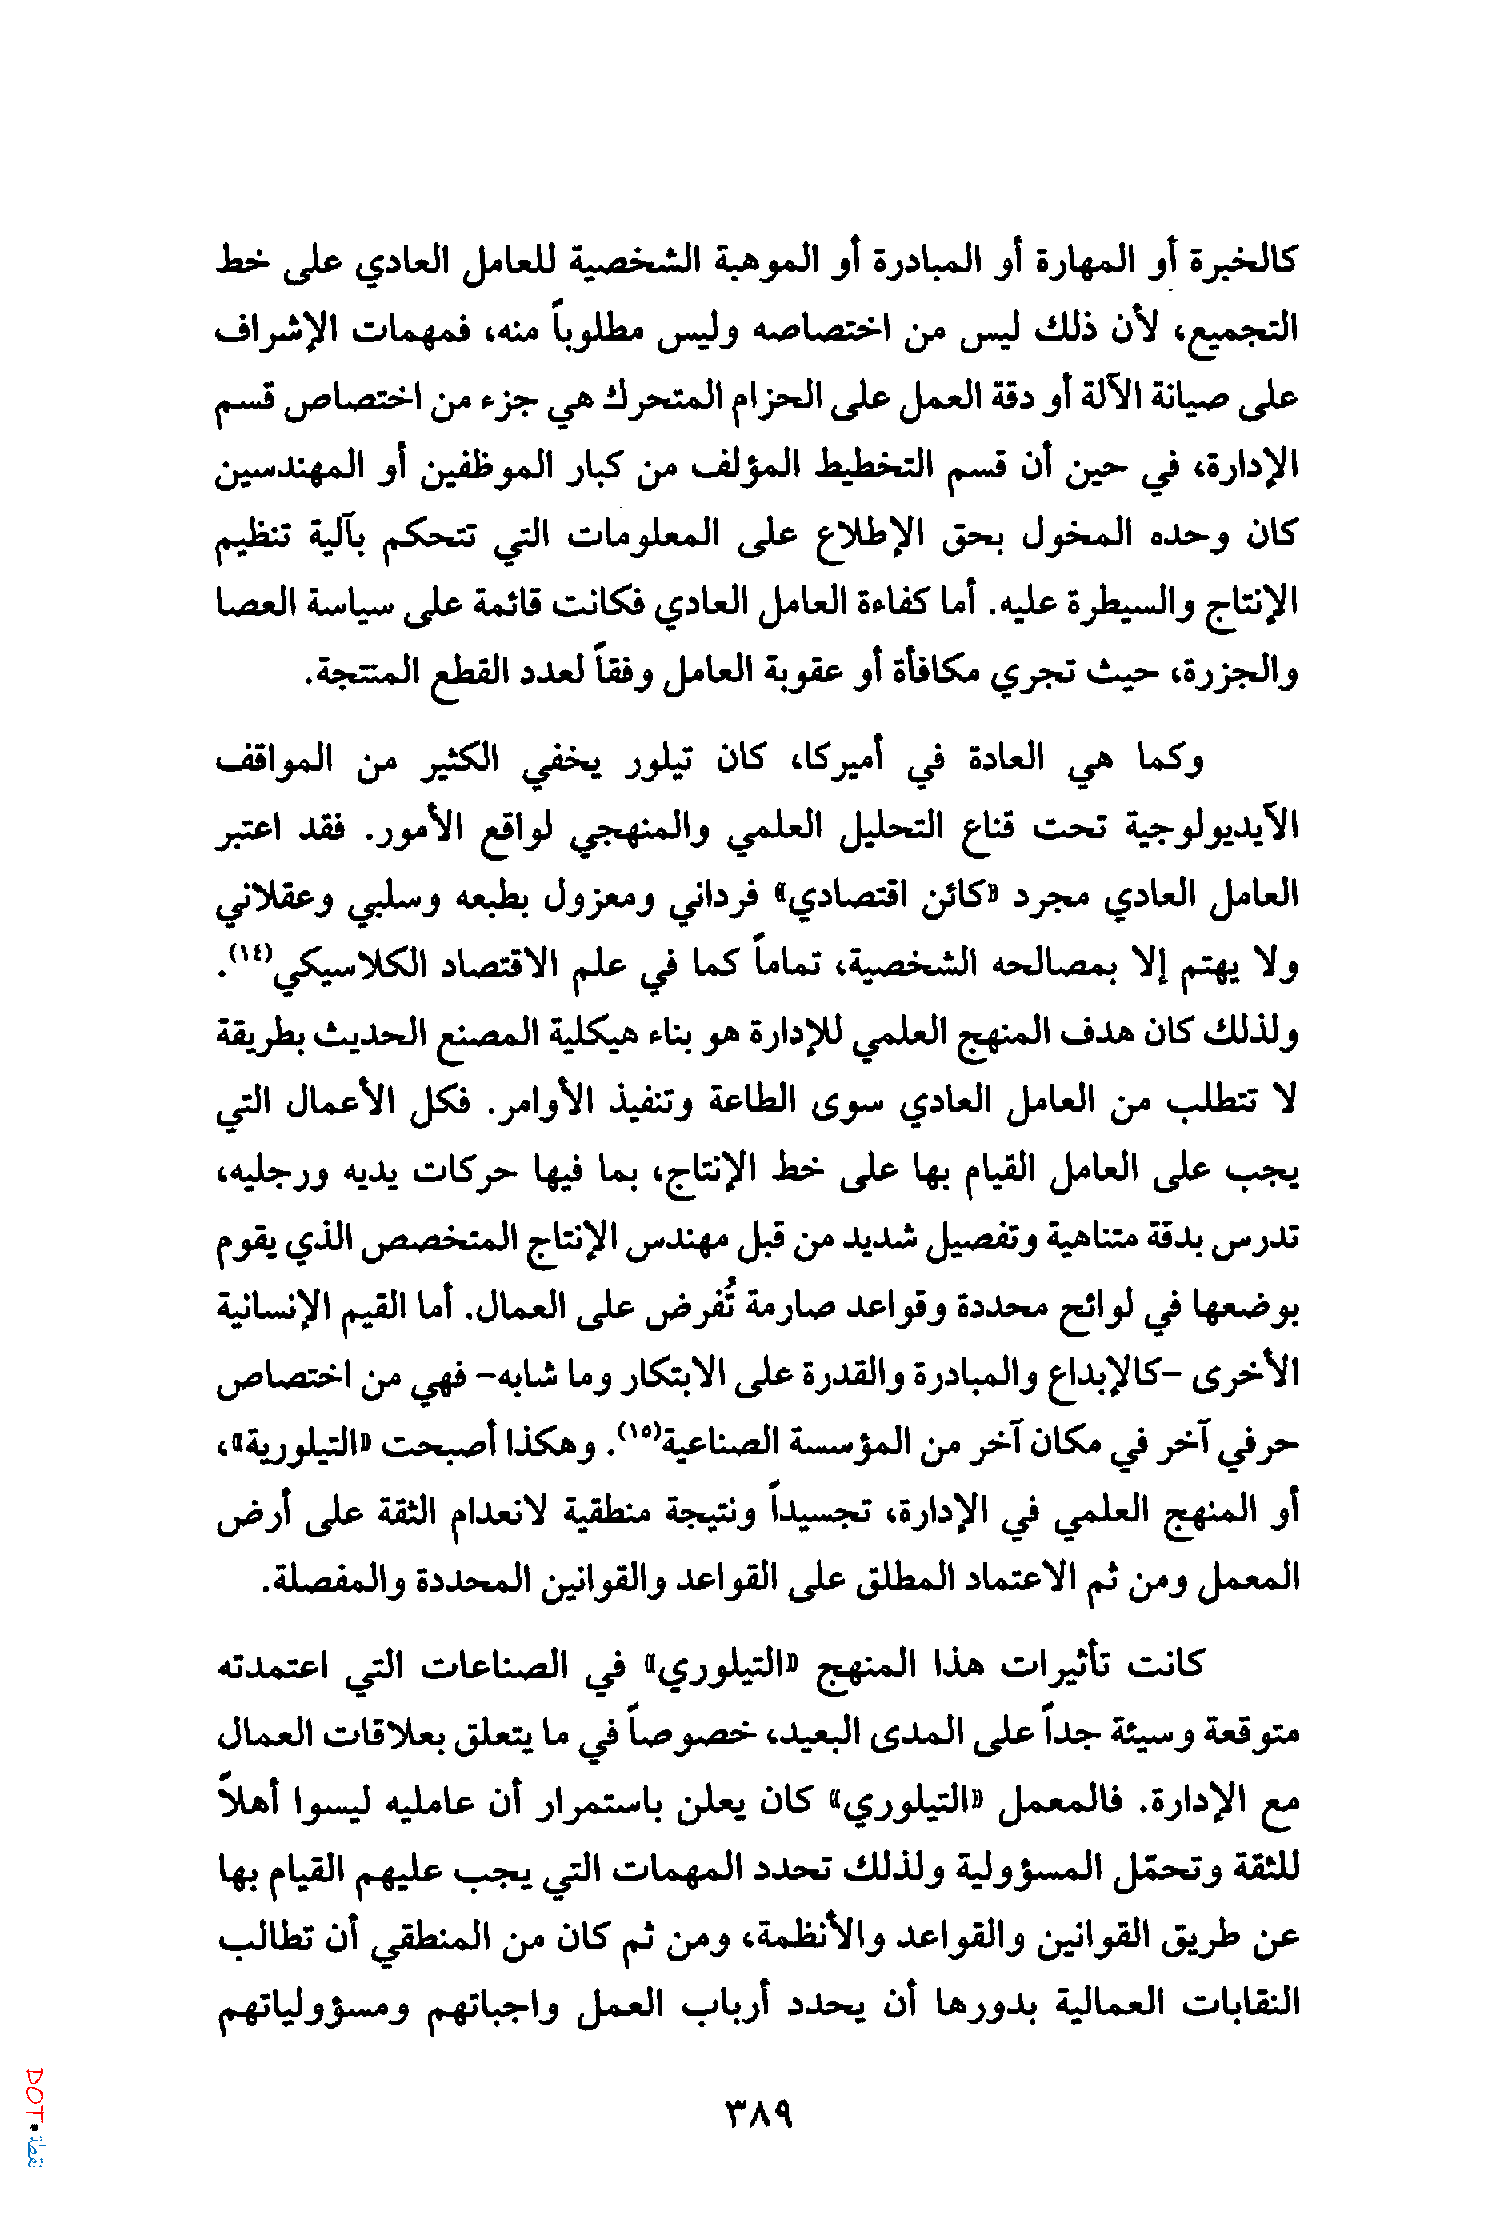 كالخبرة أو المهارة أو المبادرة أو الموهبة الشخصية للعامل العادي على خط
التجميع، لأن ذلك ليس من اختصاصه وليس مطلوباً منه، فمهمات الإشراف
على صيانة الآلة أو دقة العمل على الحزام المتحرك هي جزء من اختصاص قسم
الإدارة، في حين أن قسم التخطيط المؤلف من كبار الموظفين أو المهندسين
كان وحده المخول بحق الإطلاع على المعلومات التي تتحكم بآلية تنظيم
الإنتاج والسيطرة عليه. أما كفاءة العامل العادي فكانت قائمة على سياسة العصا
والجزرة، حيث تجري مكافأة أو عقوبة العامل وفقاً لعدد القطع المنتجة.
وكما هي العادة في أميركا، كان تيلور يخفي الكثير من المواقف
الآيديولوجية تحت قناع التحليل العلمي والمنهجي لواقع الأمور. فقد اعتبر
العامل العادي مجرد «كائن اقتصادي» فرداني ومعزول بطبعه وسلبي وعقلاني
ولا يهتم إلا بمصالحه الشخصية، تماماً كما في علم الاقتصاد الكلاسيكي(١٤).
ولذلك كان هدف المنهج العلمي للإدارة هو بناء هيكلية المصنع الحديث بطريقة
لا تتطلب من العامل العادي سوى الطاعة وتنفيذ الأوامر. فكل الأعمال التي
يجب على العامل القيام بها على خط الإنتاج، بما فيها حركات يديه ورجليه،
تدرس بدقة متناهية وتفصيل شديد من قبل مهندس الإنتاج المتخصص الذي يقوم
بوضعها في لوائح محددة وقواعد صارمة تُفرض على العمال. أما القيم الإنسانية
الأخرى -كالإبداع والمبادرة والقدرة على الابتكار وما شابه- فهي من اختصاص
حرفي آخر في مكان آخر من المؤسسة الصناعية(١٥). وهكذا أصبحت «التيلورية»،
أو المنهج العلمي في الإدارة، تجسيداً ونتيجة منطقية لانعدام الثقة على أرض
المعمل ومن ثم الاعتماد المطلق على القواعد والقوانين المحددة والمفصلة.
كانت تأثيرات هذا المنهج «التيلوري» في الصناعات التي اعتمدته
متوقعة وسيئة جداً على المدى البعيد، خصوصاً في ما يتعلق بعلاقات العمال
مع الإدارة. فالمعمل «التيلوري» كان يعلن باستمرار أن عامليه ليسوا أهلاً
للثقة وتحمّل المسؤولية ولذلك تحدد المهمات التي يجب عليهم القيام بها
عن طريق القوانين والقواعد والأنظمة، ومن ثم كان من المنطقي أن تطالب
النقابات العمالية بدورها أن يحدد أرباب العمل واجباتهم ومسؤولياتهم
٣٨٩
DOT نقطة